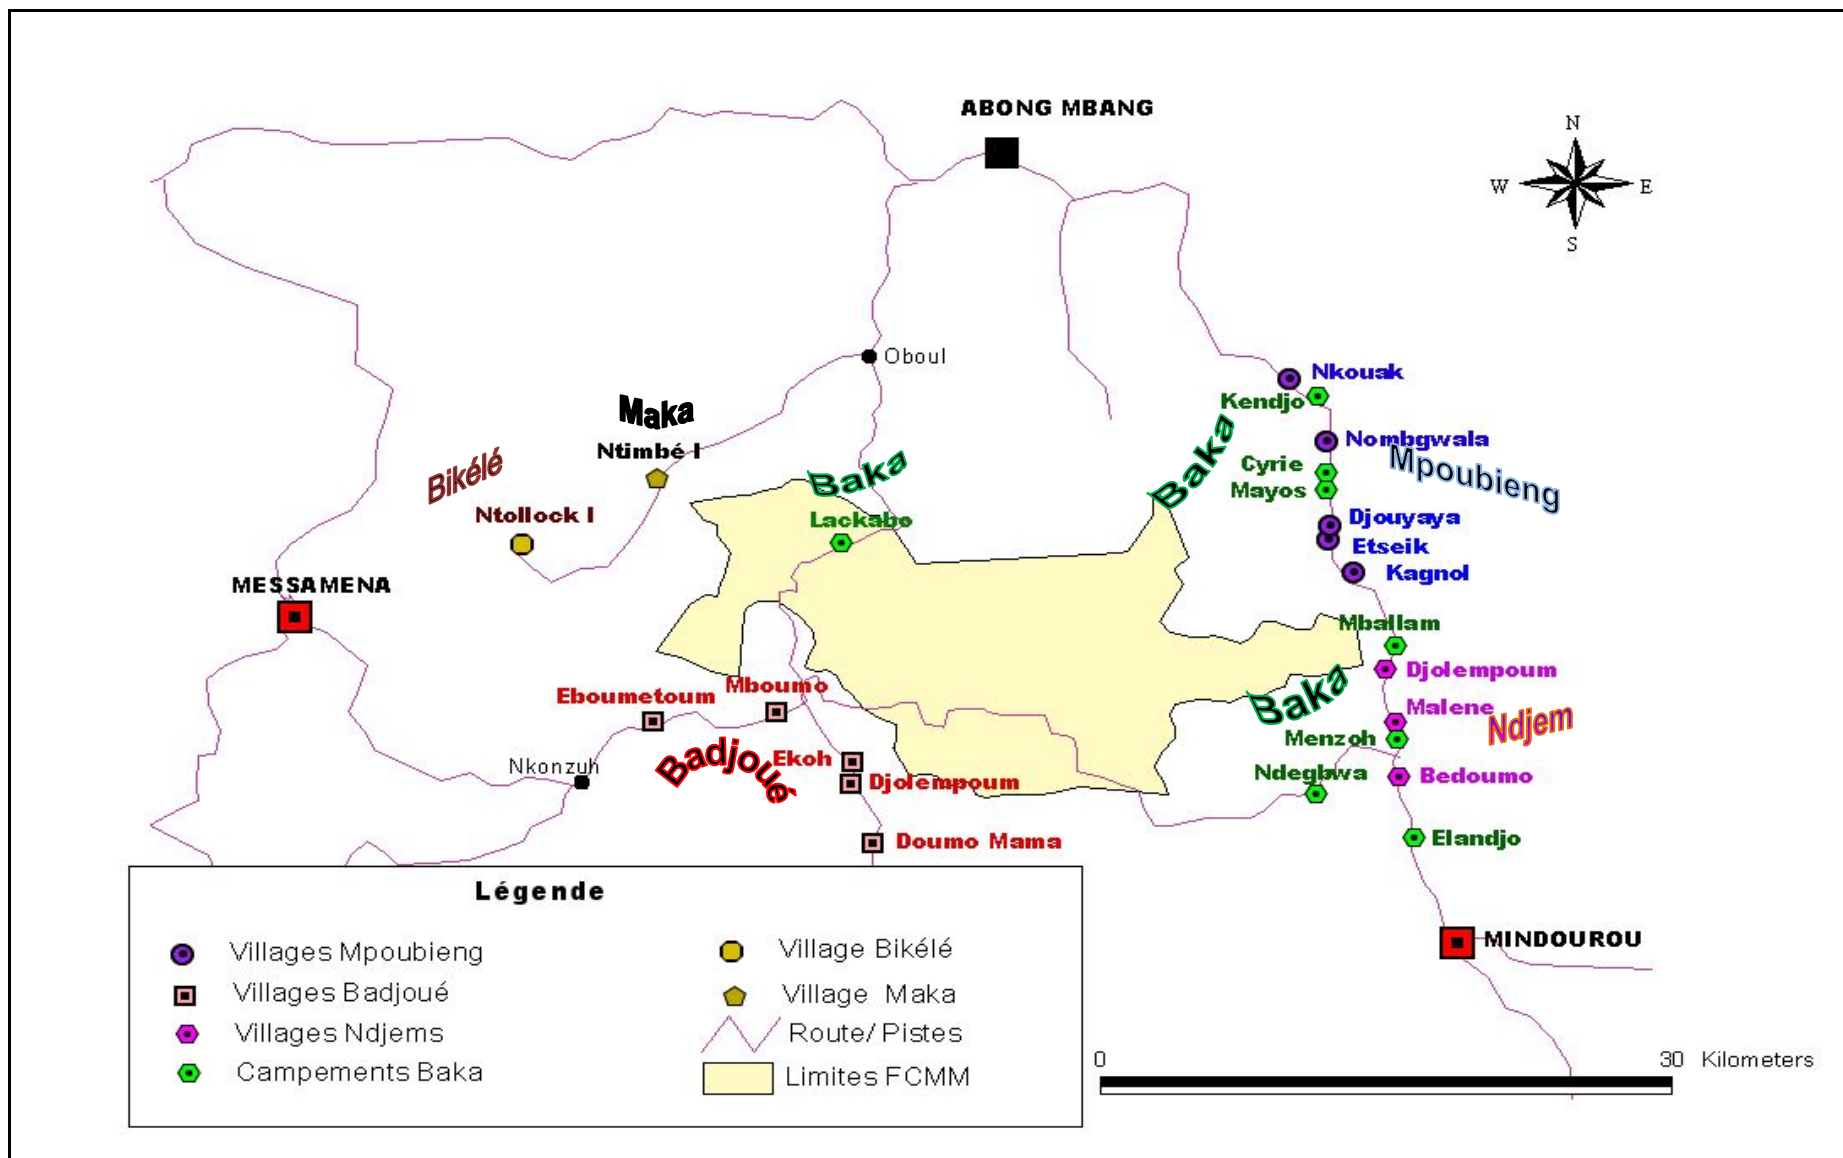 ABONG MBANG
N
W
E
S
Oboul
Nkouak
Kendjo
Maka
Ntimbé I
Nombgwala
Baka
Baka
Cyrie
Mpoubieng
Bikélé
Mayos
Ntollock I
Lackabo
Djouyaya
Etseik
Kagnol
MESSAMENA
Mballam
Djolempoum
Eboumetoum
Mboumo
Baka
Malene
Ndjem
Menzoh
Nkonzuh
Badjoué
Ekoh
Ndegbwa
Bedoumo
Djolempoum
Elandjo
Doumo Mama
MINDOUROU
Légende
Villages Mpoubieng
Villages Badjoué
Villages Ndjems
Campements Baka
Village Bikélé
Village Maka
Route/ Pistes
Limites FCMM
0
30 Kilometers